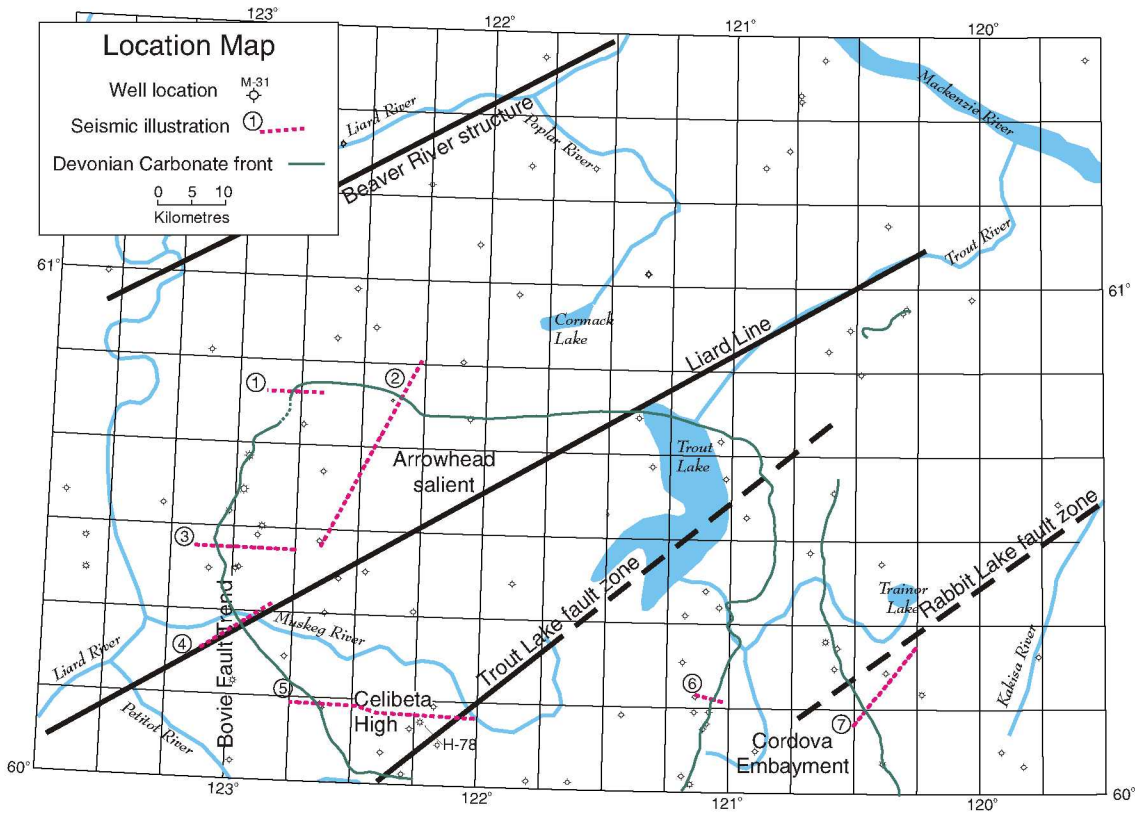 123°
122°
121°
120°
Location Map
Well location
M-31
Seismic illustration
1
Devonian Carbonate front
0 5 10
Kilometres
Liard River
Beaver River structure
Poplar River
Mackenzie River
Trout River
61°
61°
Cormack
Lake
Liard Line
1
2
Arrowhead
salient
Trout
Lake
3
Bovie Fault Trend
Trout Lake fault zone
Trainor
Lake
Rabbit Lake fault zone
Kakisa River
Muskeg River
4
Liard River
Petitot River
5
Celibeta
High
H-78
6
7
Cordova
Embayment
60°
60°
123°
122°
121°
120°